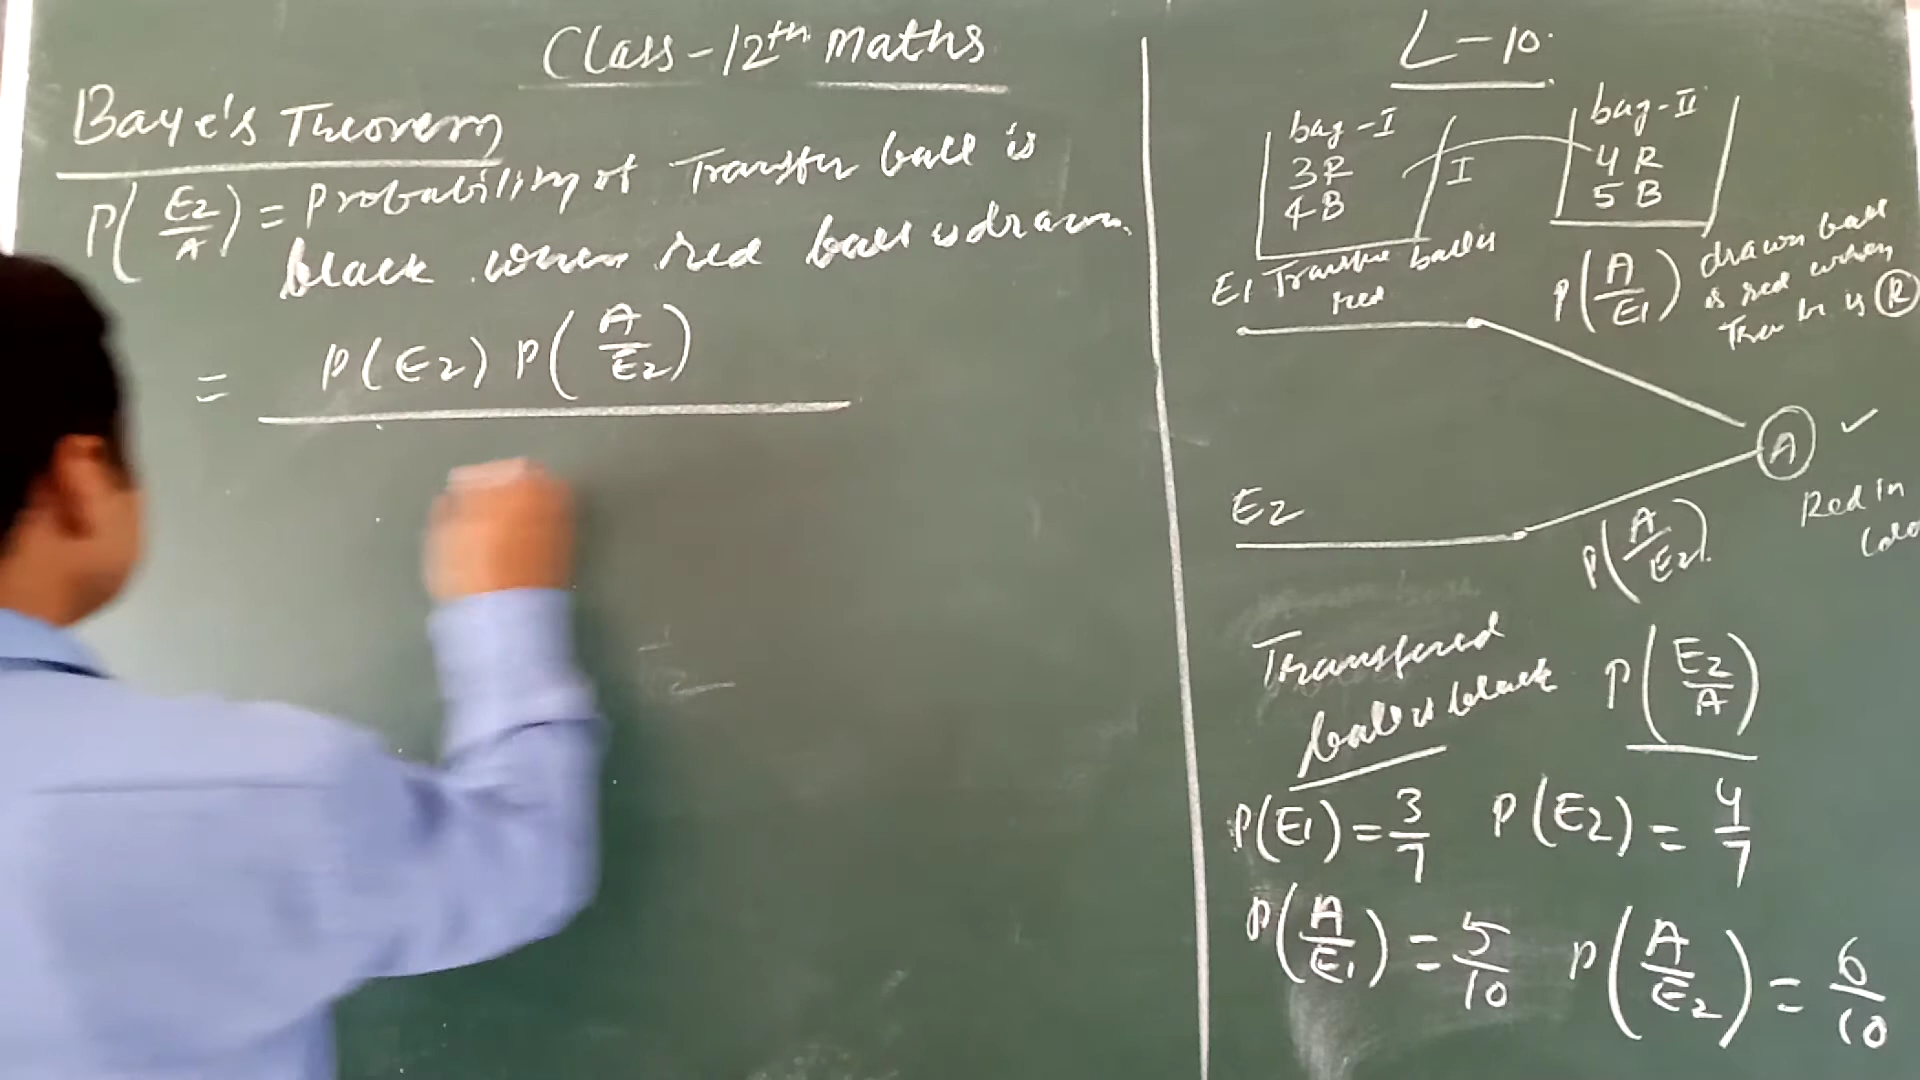 Class-12th Maths
Baye's Theorem
P(E2/A) = Probability of Transfer ball is
black when red ball is drawn.
= P(E2) P(A/E2)
L-10.
bag-I
3R
4B
I
bag-II
4 R
5 B
E1 Transfer ball is
red
P(A/E1) drawn ball
is red when
is R
A
Red in
E2
P(A/E2).
Transfered
ball is black
P(E2/A)
P(E1) = 3/7 P(E2) = 4/7
P(A/E1) = 5/10 P(A/E2) = 6/10